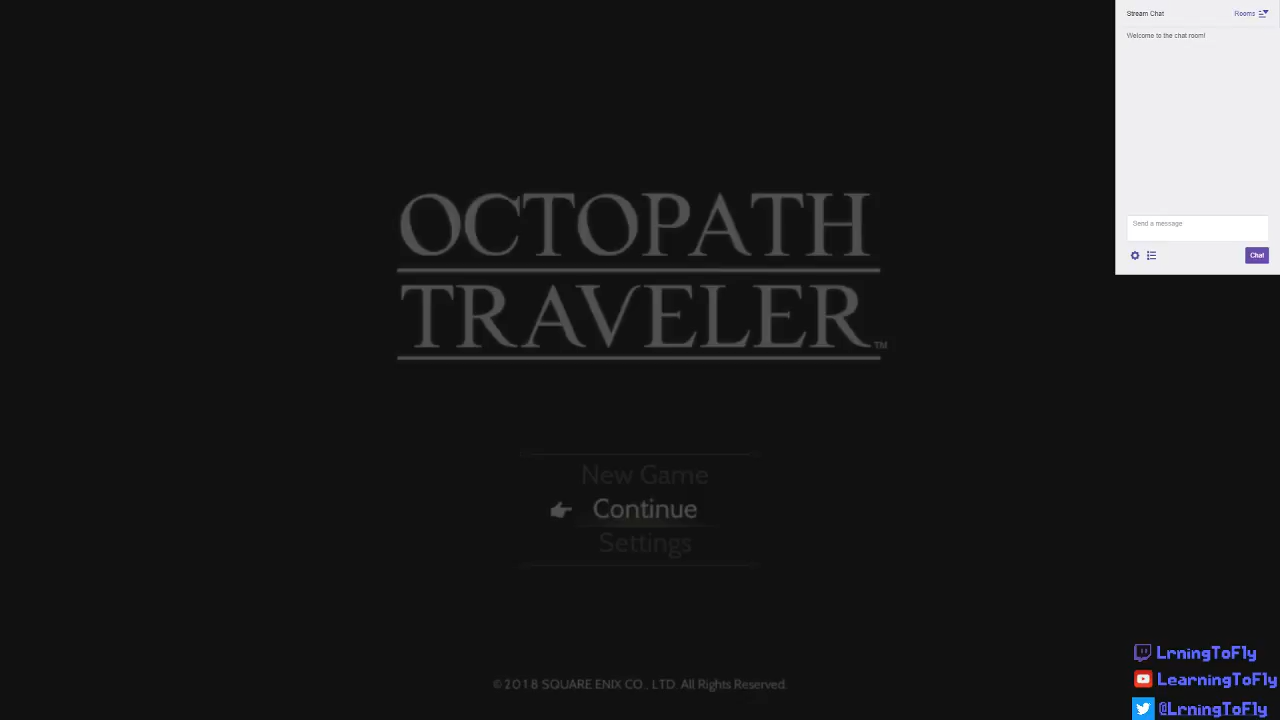 Stream Chat
Rooms
Welcome to the chat room!
Send a message
Chat
OCTOPATH
TRAVELER™
New Game
Continue
Settings
©2018 SQUARE ENIX CO., LTD. All Rights Reserved.
LrningToFly
LearningToFly
@LrningToFly